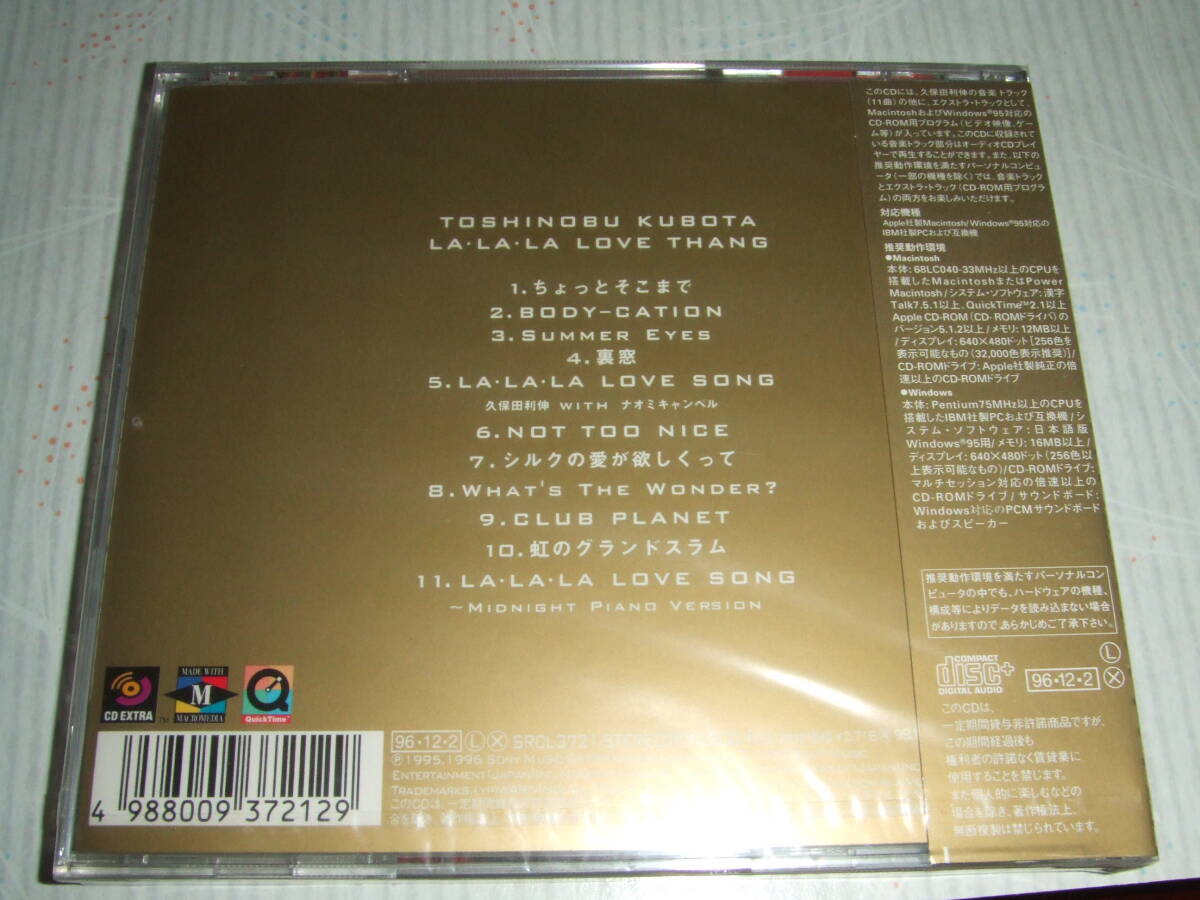 TOSHINOBU KUBOTA
LA・LA・LA LOVE THANG
1.ちょっとそこまで
2.BODY-CATION
3.SUMMER EYES
4.裏窓
5.LA・LA・LA LOVE SONG
久保田利伸 WITH ナオミキャンベル
6.NOT TOO NICE
7.シルクの愛が欲しくって
8.WHAT'S THE WONDER?
9.CLUB PLANET
10.虹のグランドスラム
11.LA・LA・LA LOVE SONG
~MIDNIGHT PIANO VERSION
CD EXTRA
TM
MADE WITH
M
MACROMEDIA
QuickTime™
4 988009 372129
96・12・2 L X SRCL372
℗1995,1996 SONY MUSIC
ENTERTAINMENT(JAPAN)INC.
TRADEMARKS.
このCDは、一定期間
合を除き、著作権法上
このCDには、久保田利伸の音楽トラック
(11曲)の他に、エクストラ・トラックとして、
MacintoshおよびWindows®95対応の
CD-ROM用プログラム(ビデオ映像、ゲー
ム等)が入っています。このCDに収録されて
いる音楽トラック部分はオーディオCDプレイ
ヤーで再生することができます。また、以下の
推奨動作環境を満たすパーソナルコンピュ
ータ(一部の機種を除く)では、音楽トラック
とエクストラ・トラック(CD-ROM用プログラ
ム)の両方をお楽しみいただけます。
対応機種
Apple社製Macintosh/Windows®95対応の
IBM社製PCおよび互換機
推奨動作環境
●Macintosh
本体:68LC040-33MHz以上のCPUを
搭載したMacintoshまたはPower
Macintosh/システム・ソフトウェア:漢字
Talk7.5.1以上、QuickTime™2.1以上
Apple CD-ROM(CD-ROMドライバ)の
バージョン5.1.2以上/メモリ:12MB以上
/ディスプレイ:640×480ドット[256色を
表示可能なもの(32,000色表示推奨)]/
CD-ROMドライブ:Apple社製純正の倍
速以上のCD-ROMドライブ
●Windows
本体:Pentium75MHz以上のCPUを
搭載したIBM社製PCおよび互換機/シ
ステム・ソフトウェア:日本語版
Windows®95用/メモリ:16MB以上/
ディスプレイ:640×480ドット(256色以
上表示可能なもの)/CD-ROMドライブ:
マルチセッション対応の倍速以上の
CD-ROMドライブ/サウンドボード:
Windows対応のPCMサウンドボード
およびスピーカー
推奨動作環境を満たすパーソナルコン
ピュータの中でも、ハードウェアの機種、
構成等によりデータを読み込まない場合
がありますので、あらかじめご了承下さい。
COMPACT
disc+
DIGITAL AUDIO
96・12・2
L
X
このCDは、
一定期間貸与非許諾商品ですが、
この期間経過後も
権利者の許諾なく賃貸業に
使用することを禁じます。
また個人的に楽しむなどの
場合を除き、著作権法上、
無断複製は禁じられています。